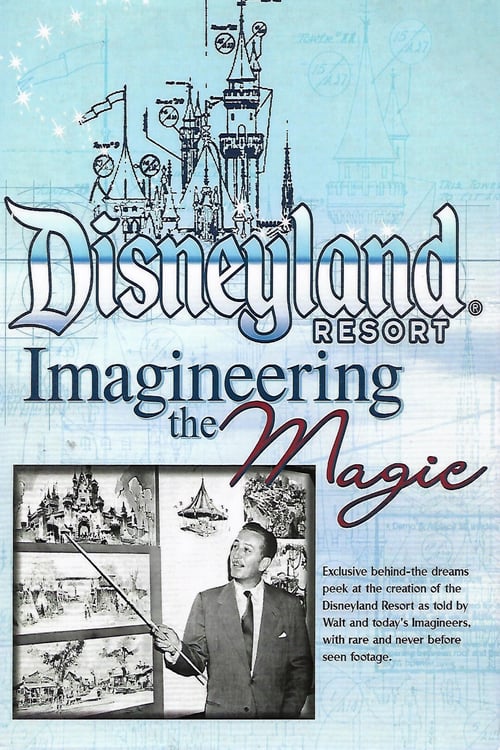 Disneyland®
RESORT
Imagineering
the Magic
Exclusive behind-the dreams
peek at the creation of the
Disneyland Resort as told by
Walt and today's Imagineers,
with rare and never before
seen footage.